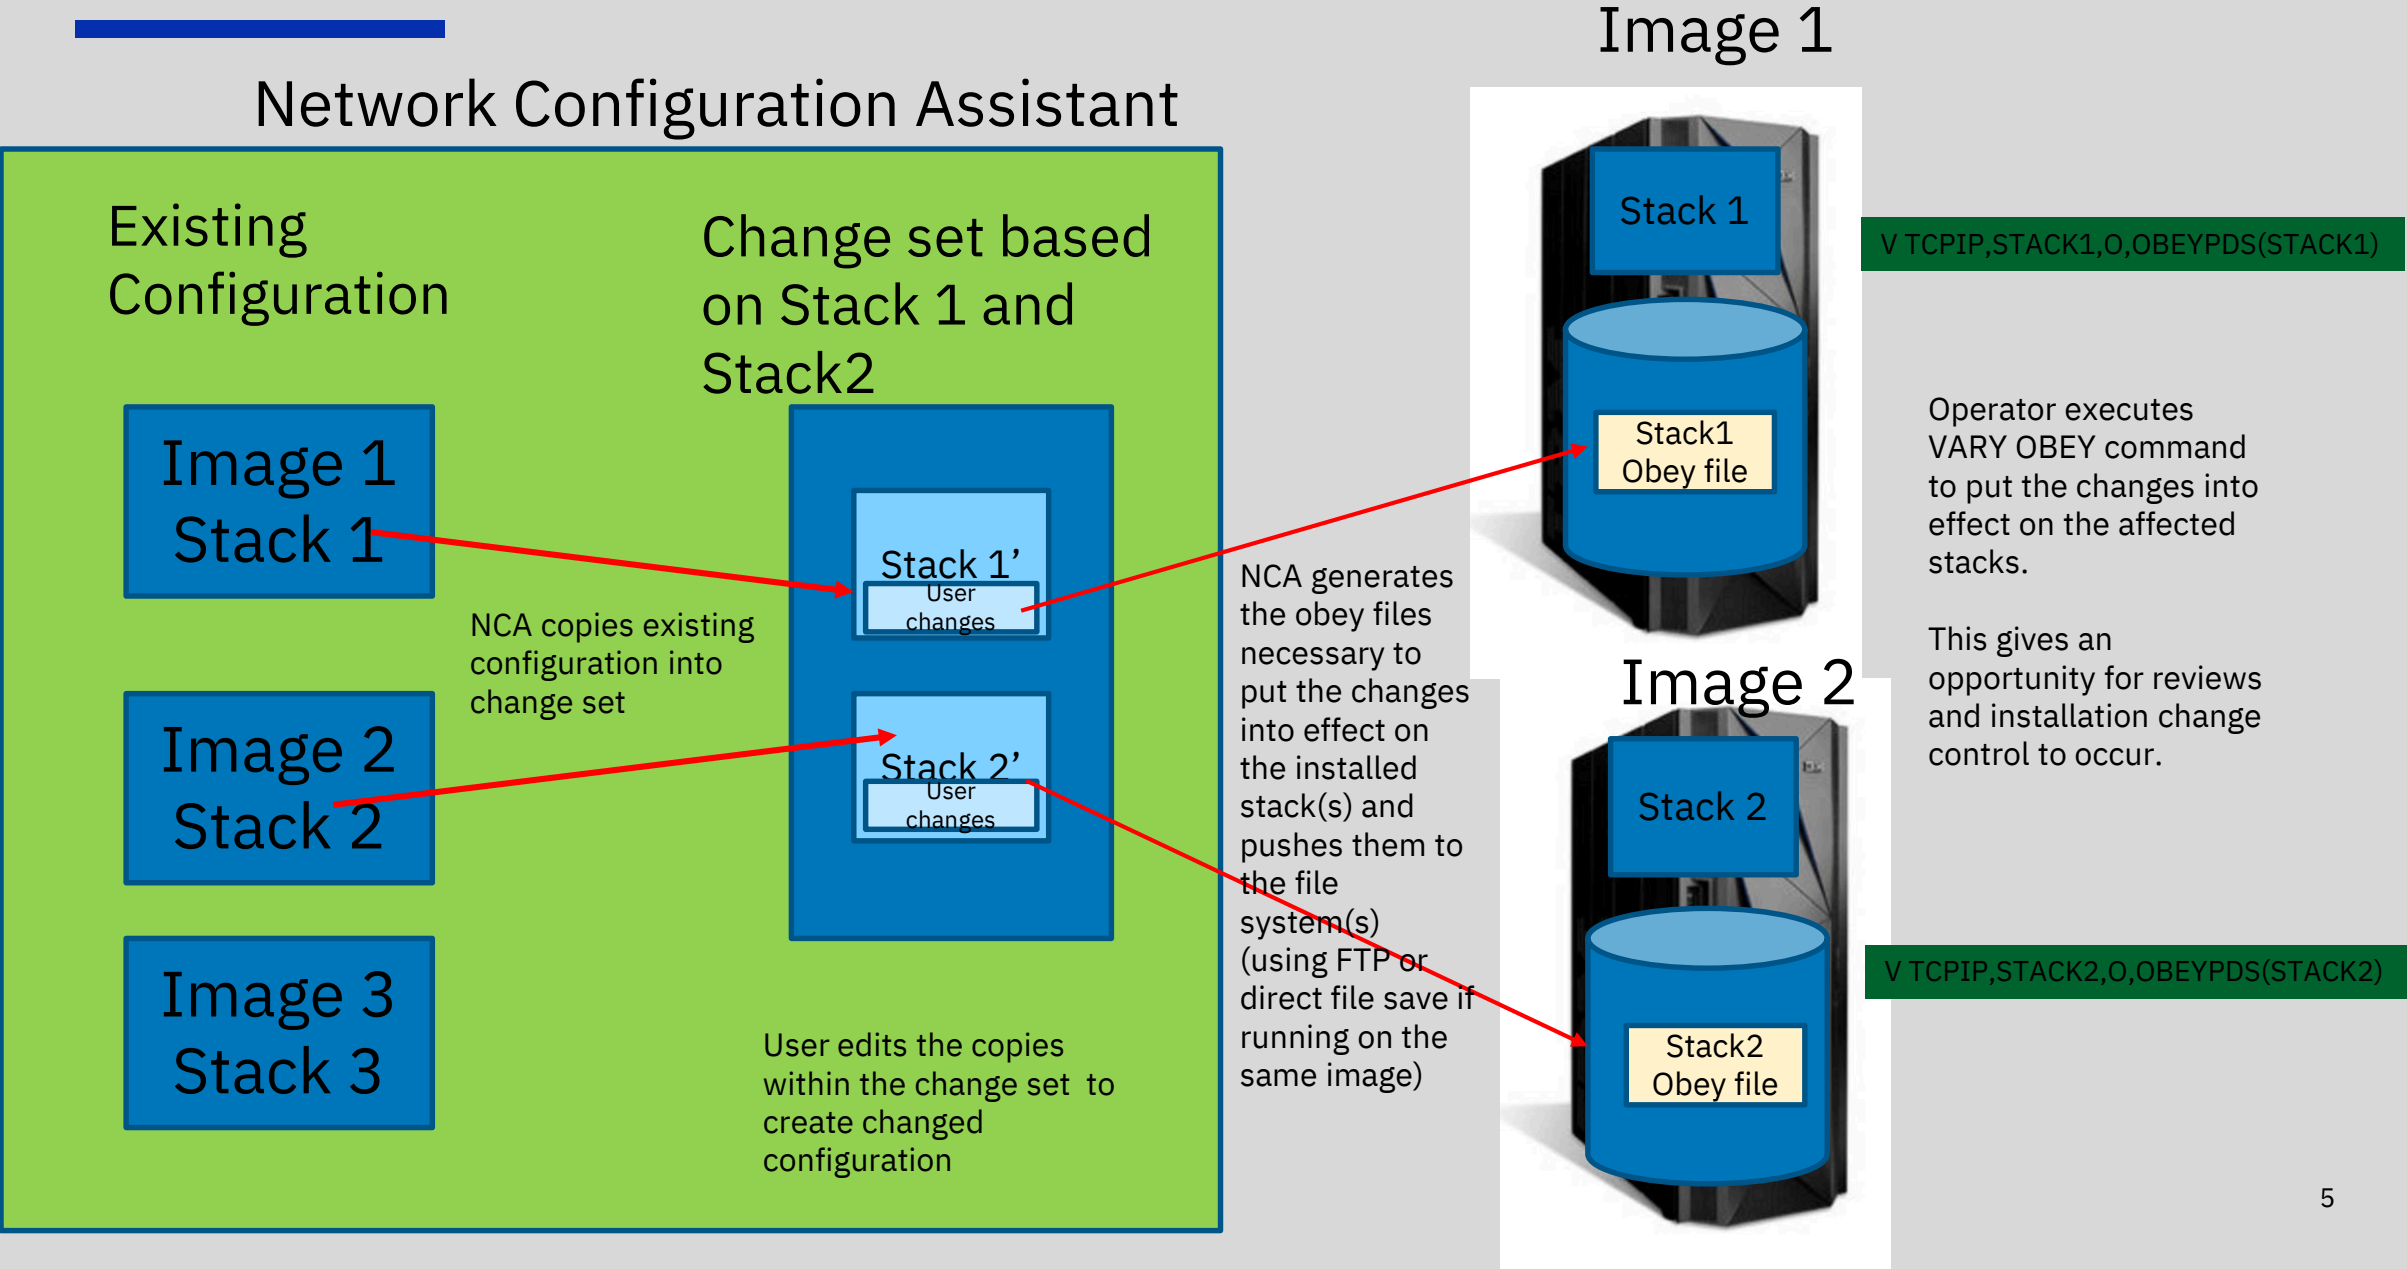 Network Configuration Assistant
Existing
Configuration
Change set based
on Stack 1 and
Stack2
Image 1
Stack 1
Image 2
Stack 2
Image 3
Stack 3
NCA copies existing
configuration into
change set
Stack 1’
User
changes
Stack 2’
User
changes
User edits the copies
within the change set to
create changed
configuration
NCA generates
the obey files
necessary to
put the changes
into effect on
the installed
stack(s) and
pushes them to
the file
system(s)
(using FTP or
direct file save if
running on the
same image)
Image 1
Stack 1
Stack1
Obey file
V TCPIP,STACK1,O,OBEYPDS(STACK1)
Operator executes
VARY OBEY command
to put the changes into
effect on the affected
stacks.
This gives an
opportunity for reviews
and installation change
control to occur.
Image 2
Stack 2
Stack2
Obey file
V TCPIP,STACK2,O,OBEYPDS(STACK2)
5